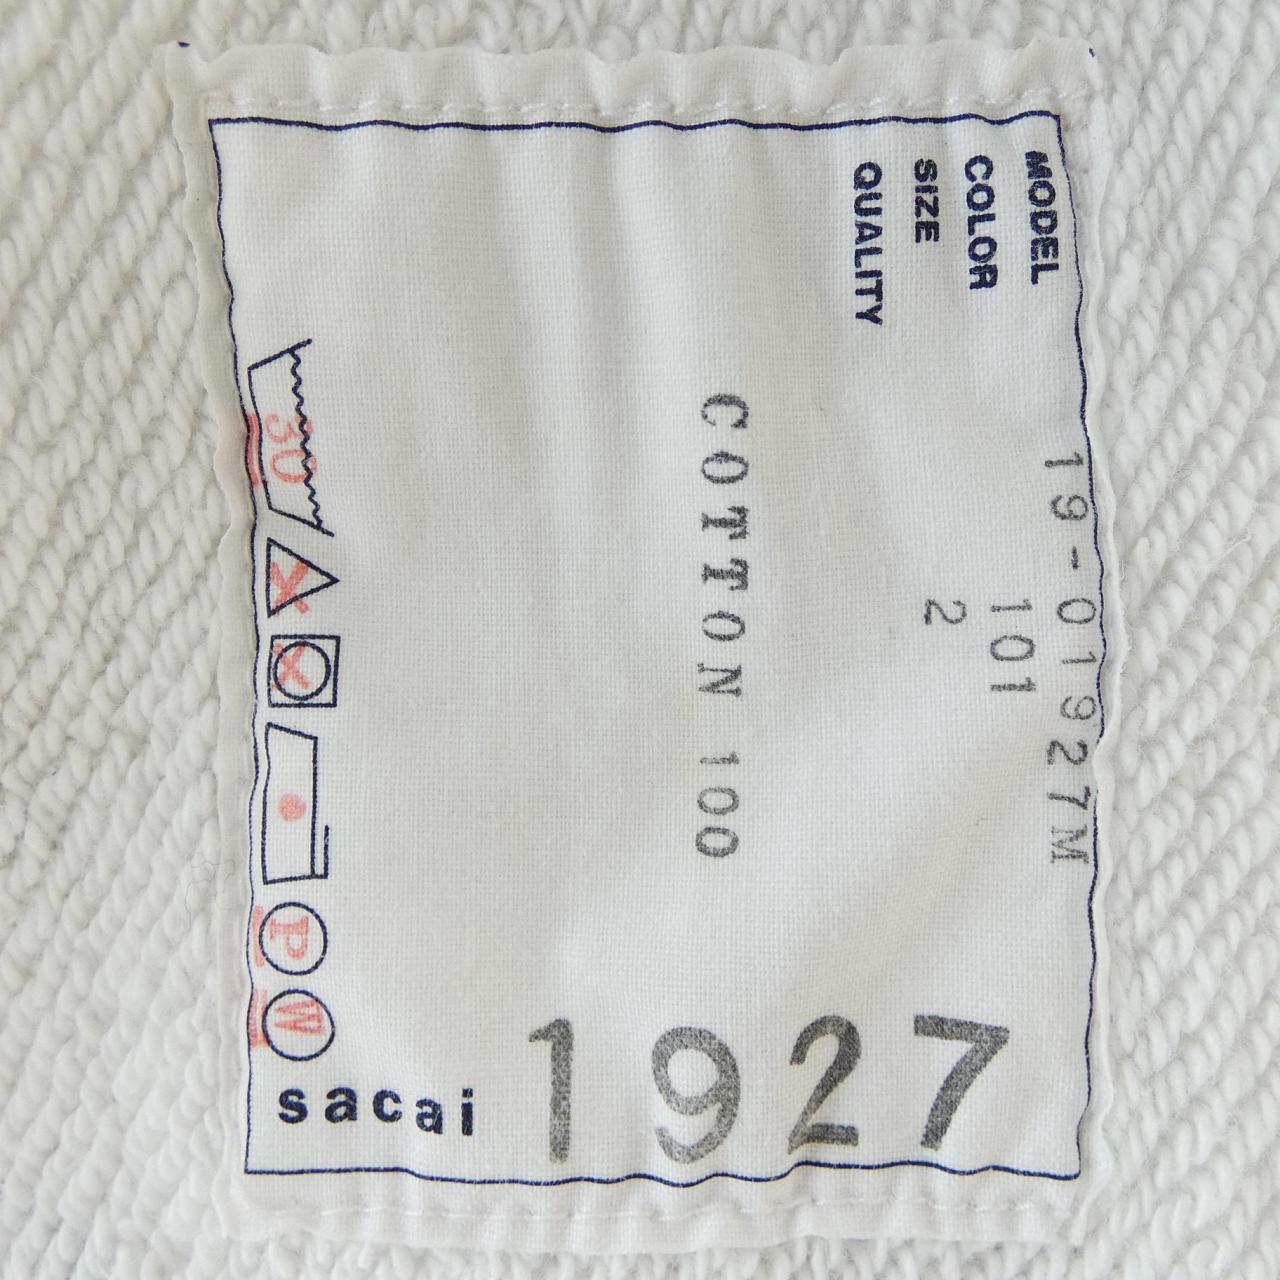 MODEL 19-01927M
COLOR 101
SIZE 2
QUALITY
COTTON 100
30
P
W
sacai 1927